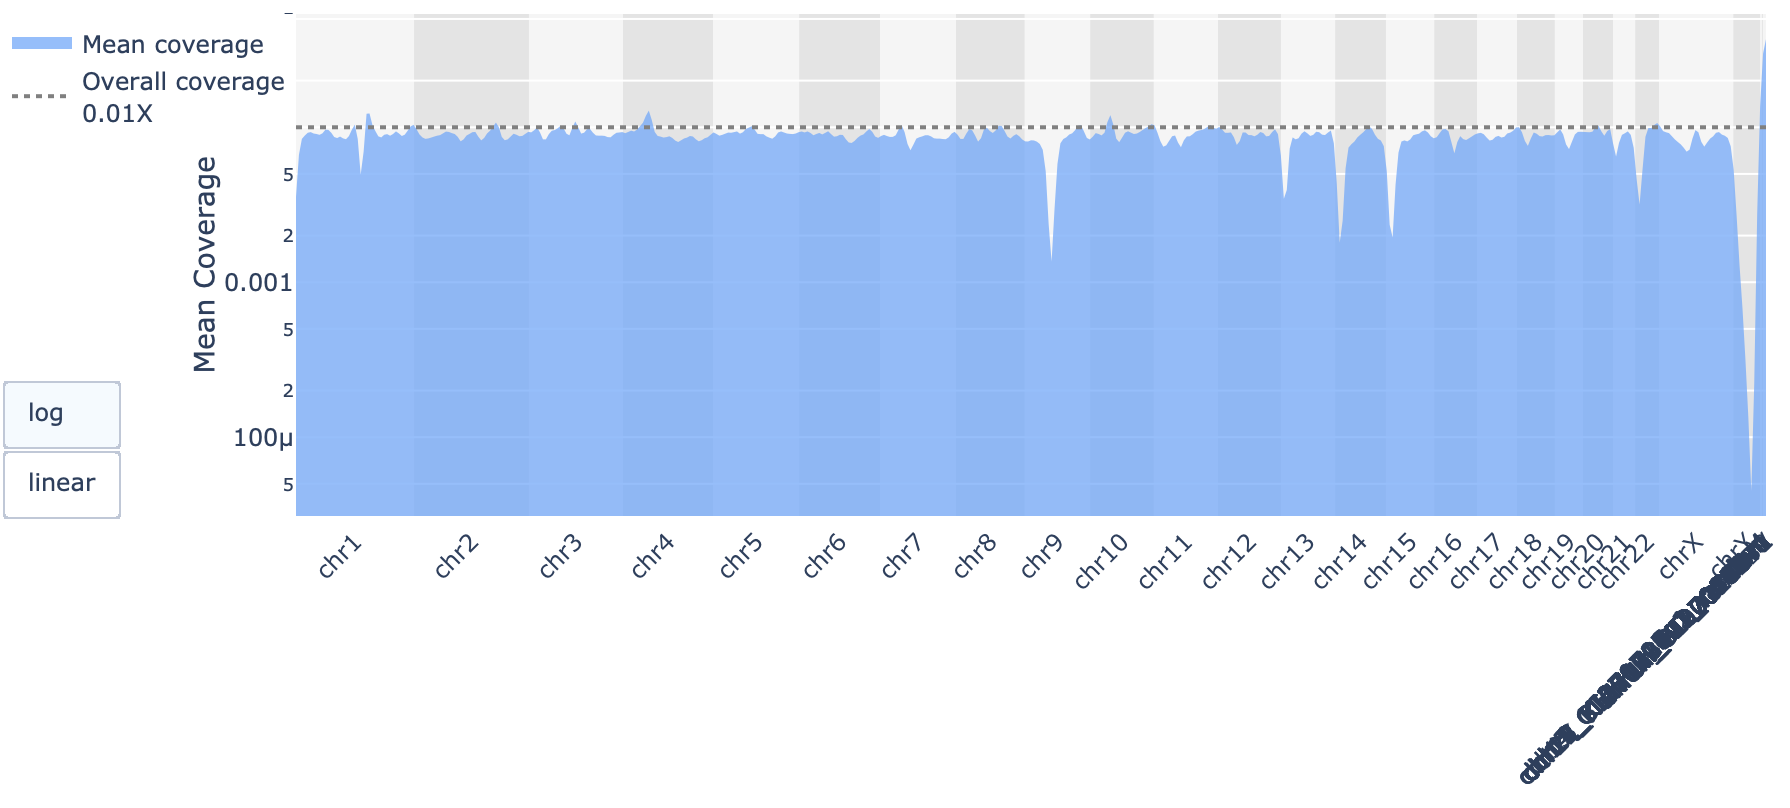 Mean coverage
Overall coverage
0.01X
Mean Coverage
5
2
0.001
5
2
100µ
5
log
linear
chr1
chr2
chr3
chr4
chr5
chr6
chr7
chr8
chr9
chr10
chr11
chr12
chr13
chr14
chr15
chr16
chr17
chr18
chr19
chr20
chr21
chr22
chrX